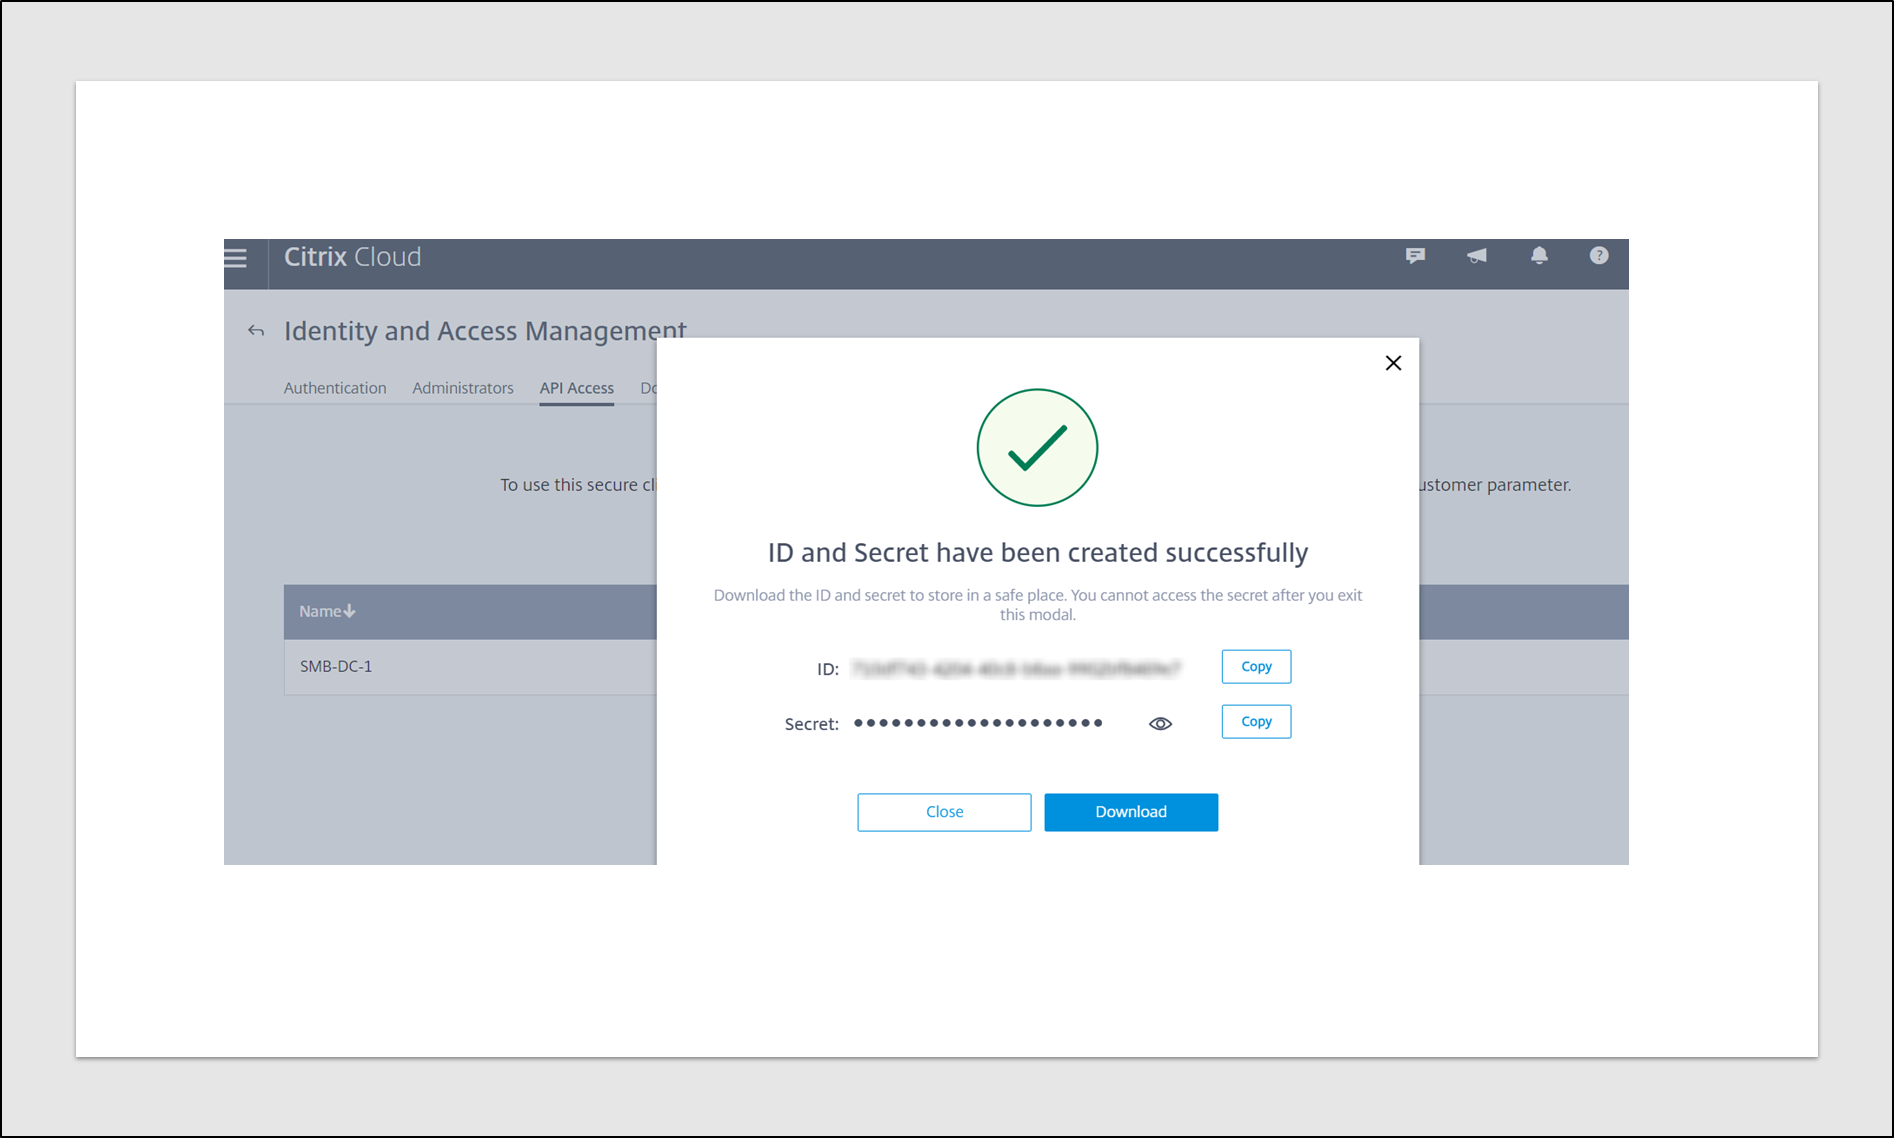 Citrix Cloud
Identity and Access Management
Authentication Administrators API Access Do
To use this secure cli
ustomer parameter.
Name
SMB-DC-1
ID and Secret have been created successfully
Download the ID and secret to store in a safe place. You cannot access the secret after you exit
this modal.
ID:
Copy
Secret:
Copy
Close Download